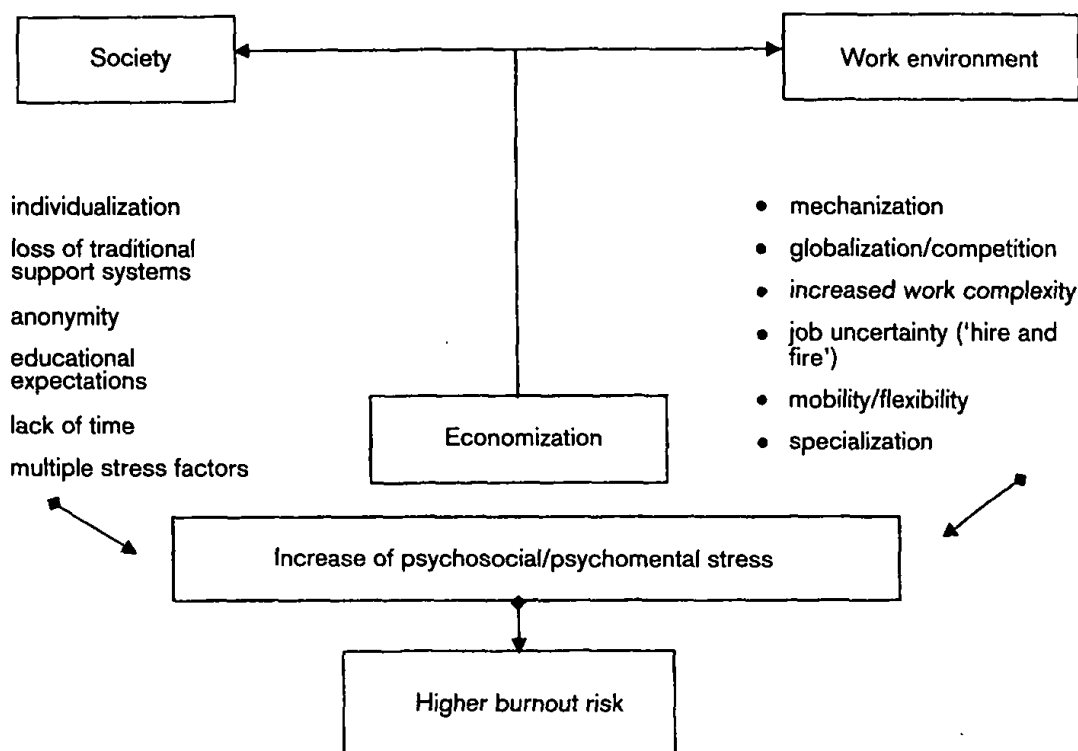 Society
Work environment
individualization
loss of traditional
support systems
anonymity
educational
expectations
lack of time
multiple stress factors
• mechanization
• globalization/competition
• increased work complexity
• job uncertainty ('hire and
fire')
• mobility/flexibility
• specialization
Economization
Increase of psychosocial/psychomental stress
Higher burnout risk